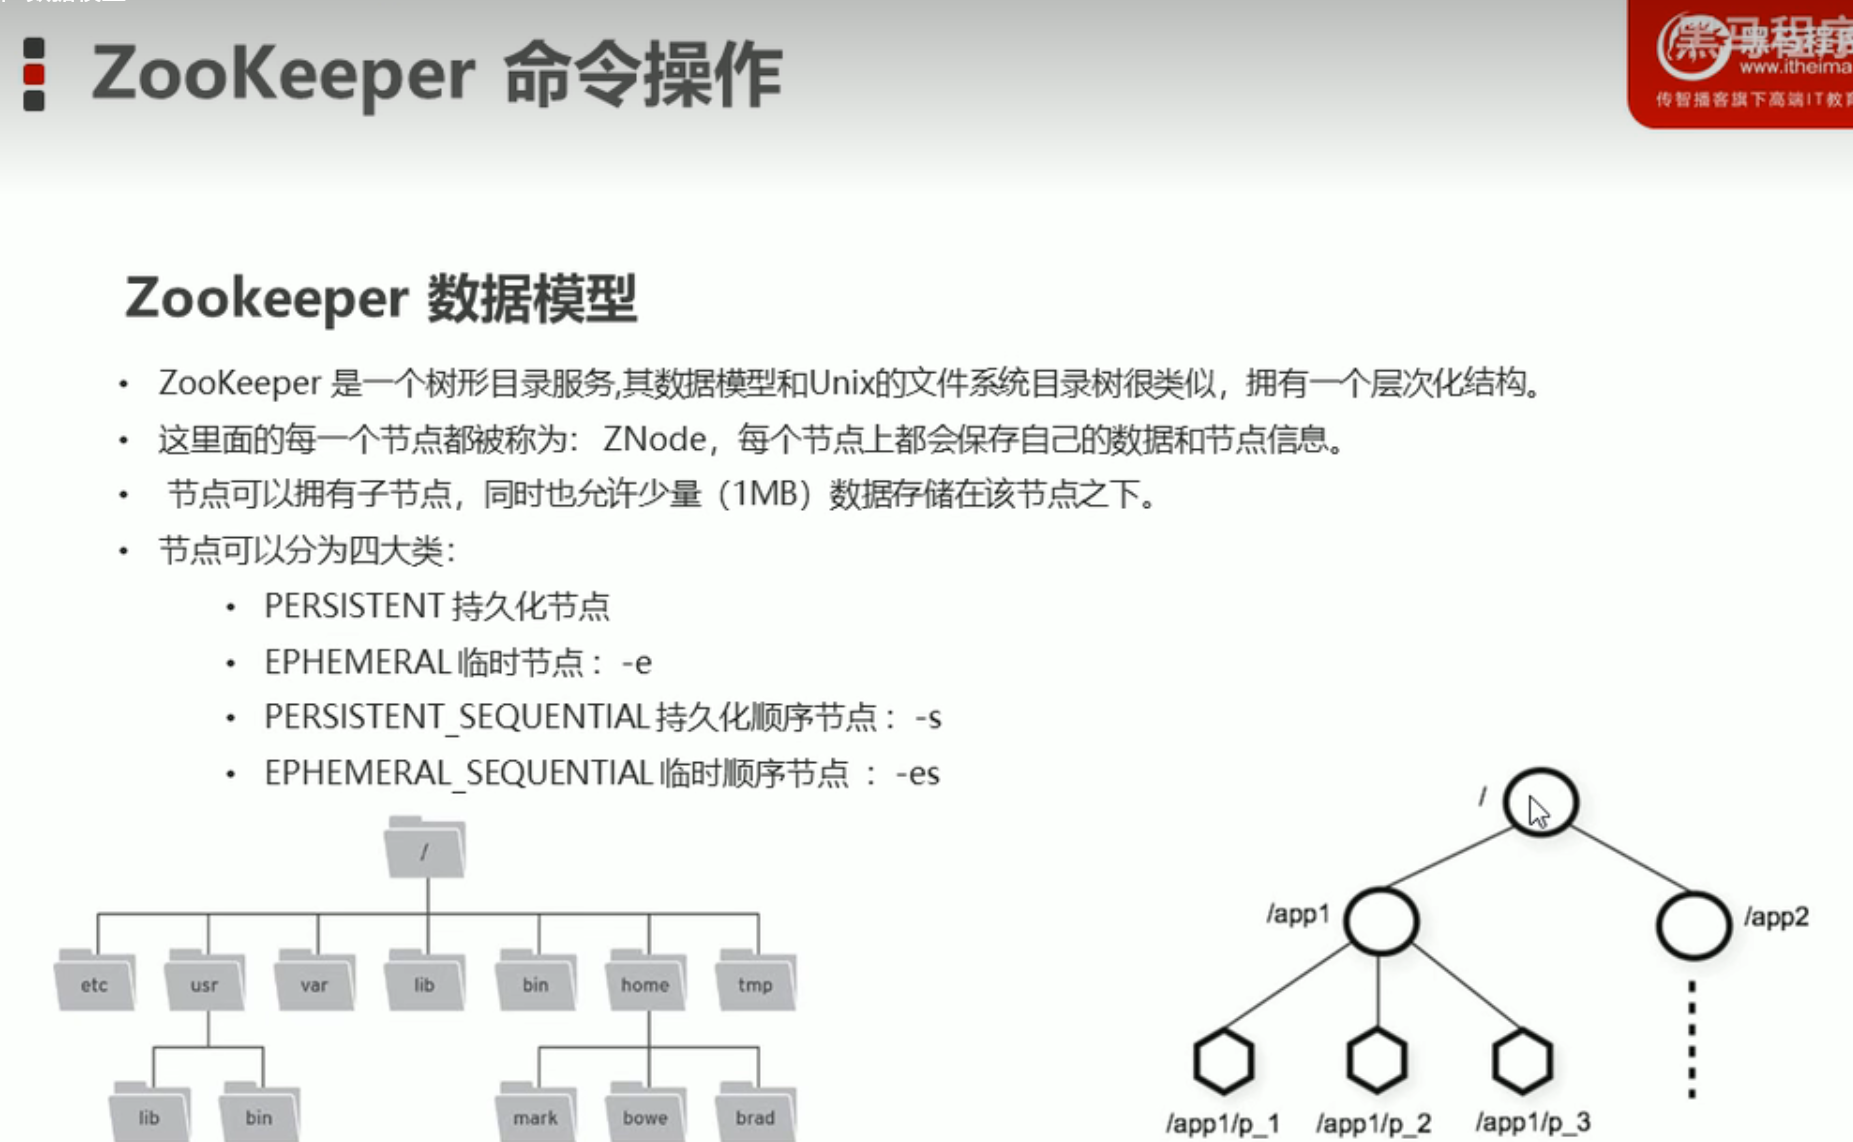 ZooKeeper 命令操作
www.itheima
传智播客旗下高端IT教育
Zookeeper 数据模型
• ZooKeeper 是一个树形目录服务,其数据模型和Unix的文件系统目录树很类似，拥有一个层次化结构。
• 这里面的每一个节点都被称为： ZNode，每个节点上都会保存自己的数据和节点信息。
• 节点可以拥有子节点，同时也允许少量（1MB）数据存储在该节点之下。
• 节点可以分为四大类：
• PERSISTENT 持久化节点
• EPHEMERAL 临时节点 ：-e
• PERSISTENT_SEQUENTIAL 持久化顺序节点 ：-s
• EPHEMERAL_SEQUENTIAL 临时顺序节点 ：-es
/
etc usr var lib bin home tmp
lib bin mark bowe brad
/
/app1 /app2
/app1/p_1 /app1/p_2 /app1/p_3